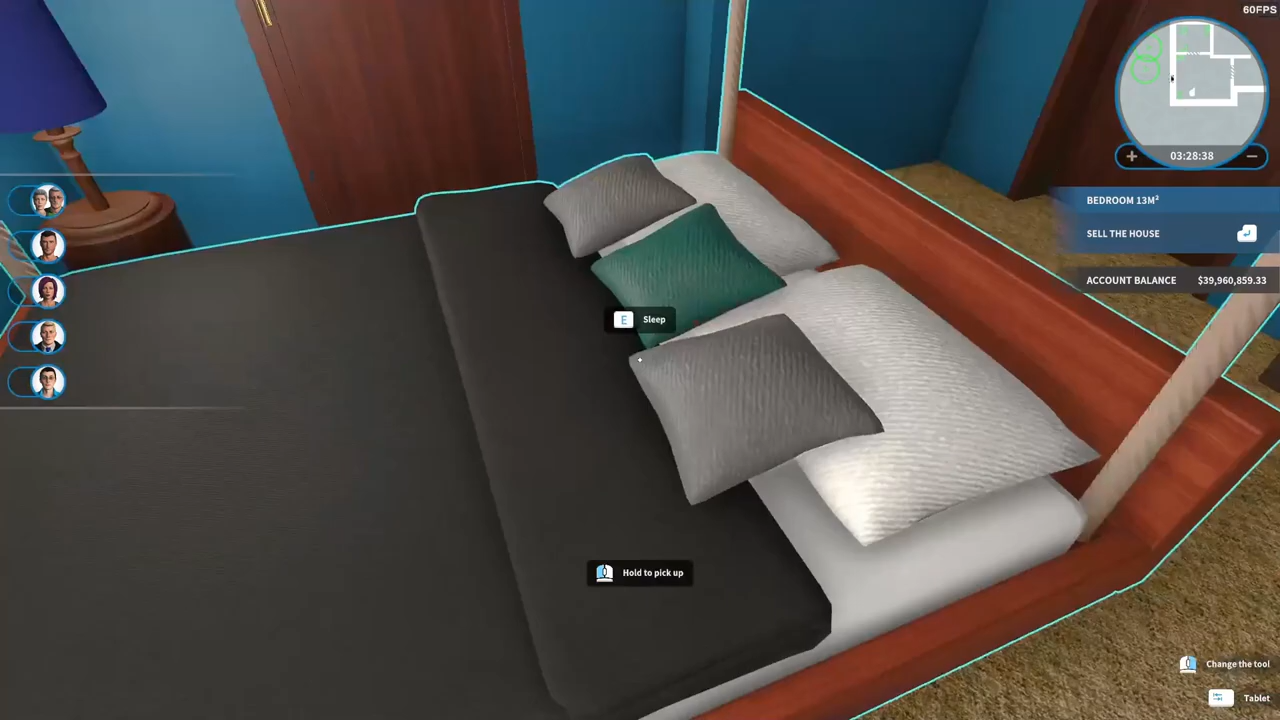 60FPS
03:28:38
BEDROOM 13M²
SELL THE HOUSE
ACCOUNT BALANCE $39,960,859.33
E Sleep
Hold to pick up
Change the tool
Tablet